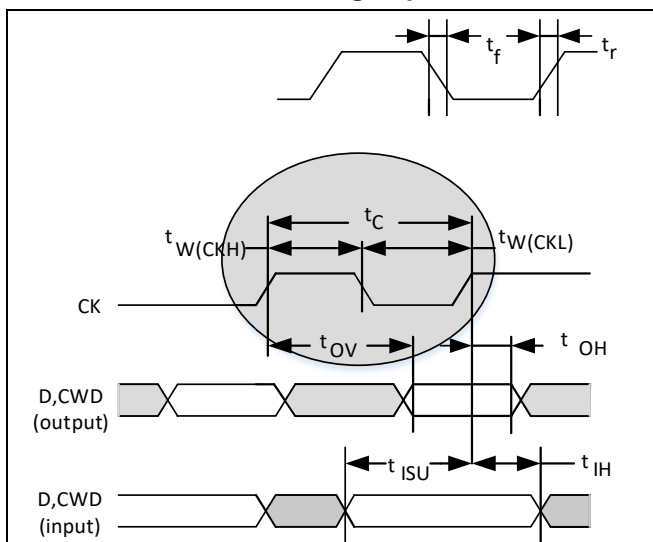 t_f
t_r
t_C
t_W(CKH)
t_W(CKL)
CK
t_OV
t_OH
D,CWD
(output)
t_ISU
t_IH
D,CWD
(input)